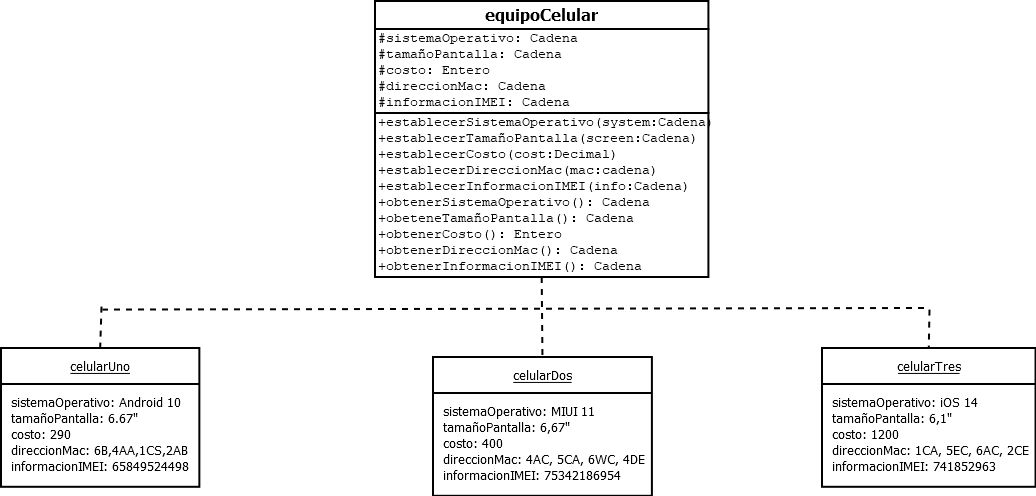 equipoCelular
#sistemaOperativo: Cadena
#tamañoPantalla: Cadena
#costo: Entero
#direccionMac: Cadena
#informacionIMEI: Cadena
+establecerSistemaOperativo(system:Cadena)
+establecerTamañoPantalla(screen:Cadena)
+establecerCosto(cost:Decimal)
+establecerDireccionMac(mac:cadena)
+establecerInformacionIMEI(info:Cadena)
+obtenerSistemaOperativo(): Cadena
+obeteneTamañoPantalla(): Cadena
+obtenerCosto(): Entero
+obtenerDireccionMac(): Cadena
+obtenerInformacionIMEI(): Cadena
celularUno
sistemaOperativo: Android 10
tamañoPantalla: 6.67"
costo: 290
direccionMac: 6B,4AA,1CS,2AB
informacionIMEI: 65849524498
celularDos
sistemaOperativo: MIUI 11
tamañoPantalla: 6,67"
costo: 400
direccionMac: 4AC, 5CA, 6WC, 4DE
informacionIMEI: 75342186954
celularTres
sistemaOperativo: iOS 14
tamañoPantalla: 6,1"
costo: 1200
direccionMac: 1CA, 5EC, 6AC, 2CE
informacionIMEI: 741852963